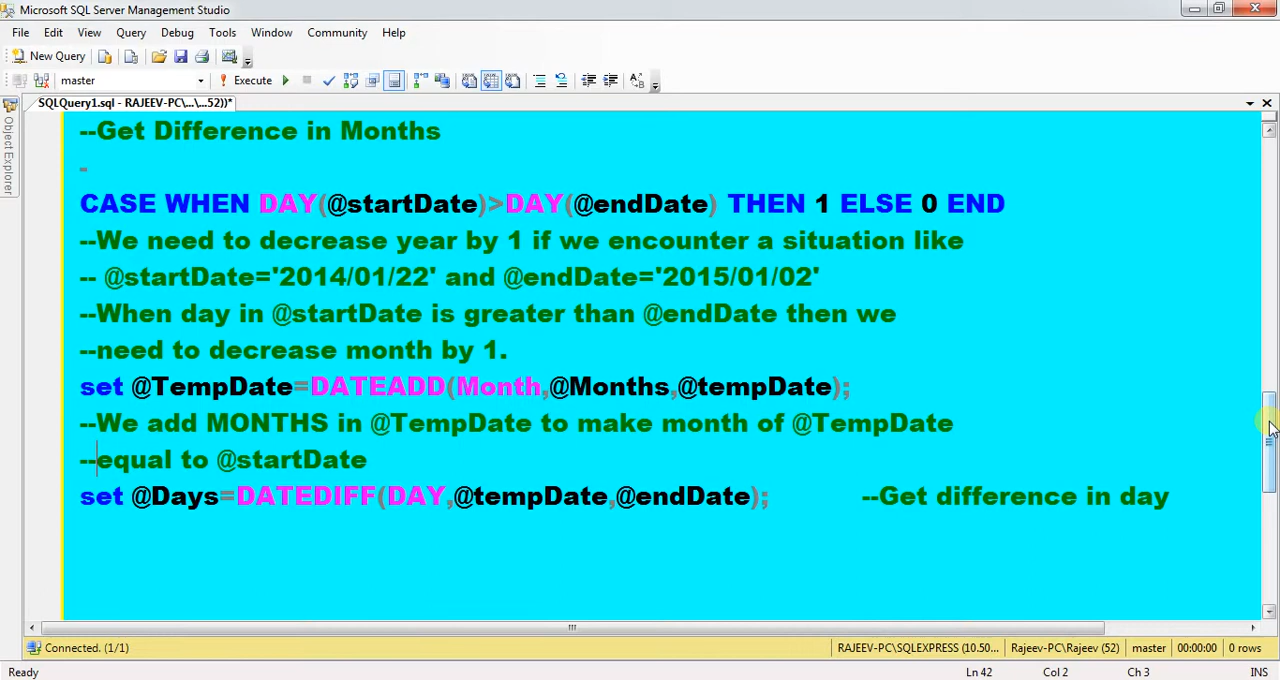 Microsoft SQL Server Management Studio
File Edit View Query Debug Tools Window Community Help
New Query
master Execute
SQLQuery1.sql - RAJEEV-PC\...\...52))*
Object Explorer
--Get Difference in Months
-
CASE WHEN DAY(@startDate)>DAY(@endDate) THEN 1 ELSE 0 END
--We need to decrease year by 1 if we encounter a situation like
-- @startDate='2014/01/22' and @endDate='2015/01/02'
--When day in @startDate is greater than @endDate then we
--need to decrease month by 1.
set @TempDate=DATEADD(Month,@Months,@tempDate);
--We add MONTHS in @TempDate to make month of @TempDate
--equal to @startDate
set @Days=DATEDIFF(DAY,@tempDate,@endDate); --Get difference in day
Connected. (1/1) RAJEEV-PC\SQLEXPRESS (10.50... Rajeev-PC\Rajeev (52) master 00:00:00 0 rows
Ready Ln 42 Col 2 Ch 3 INS